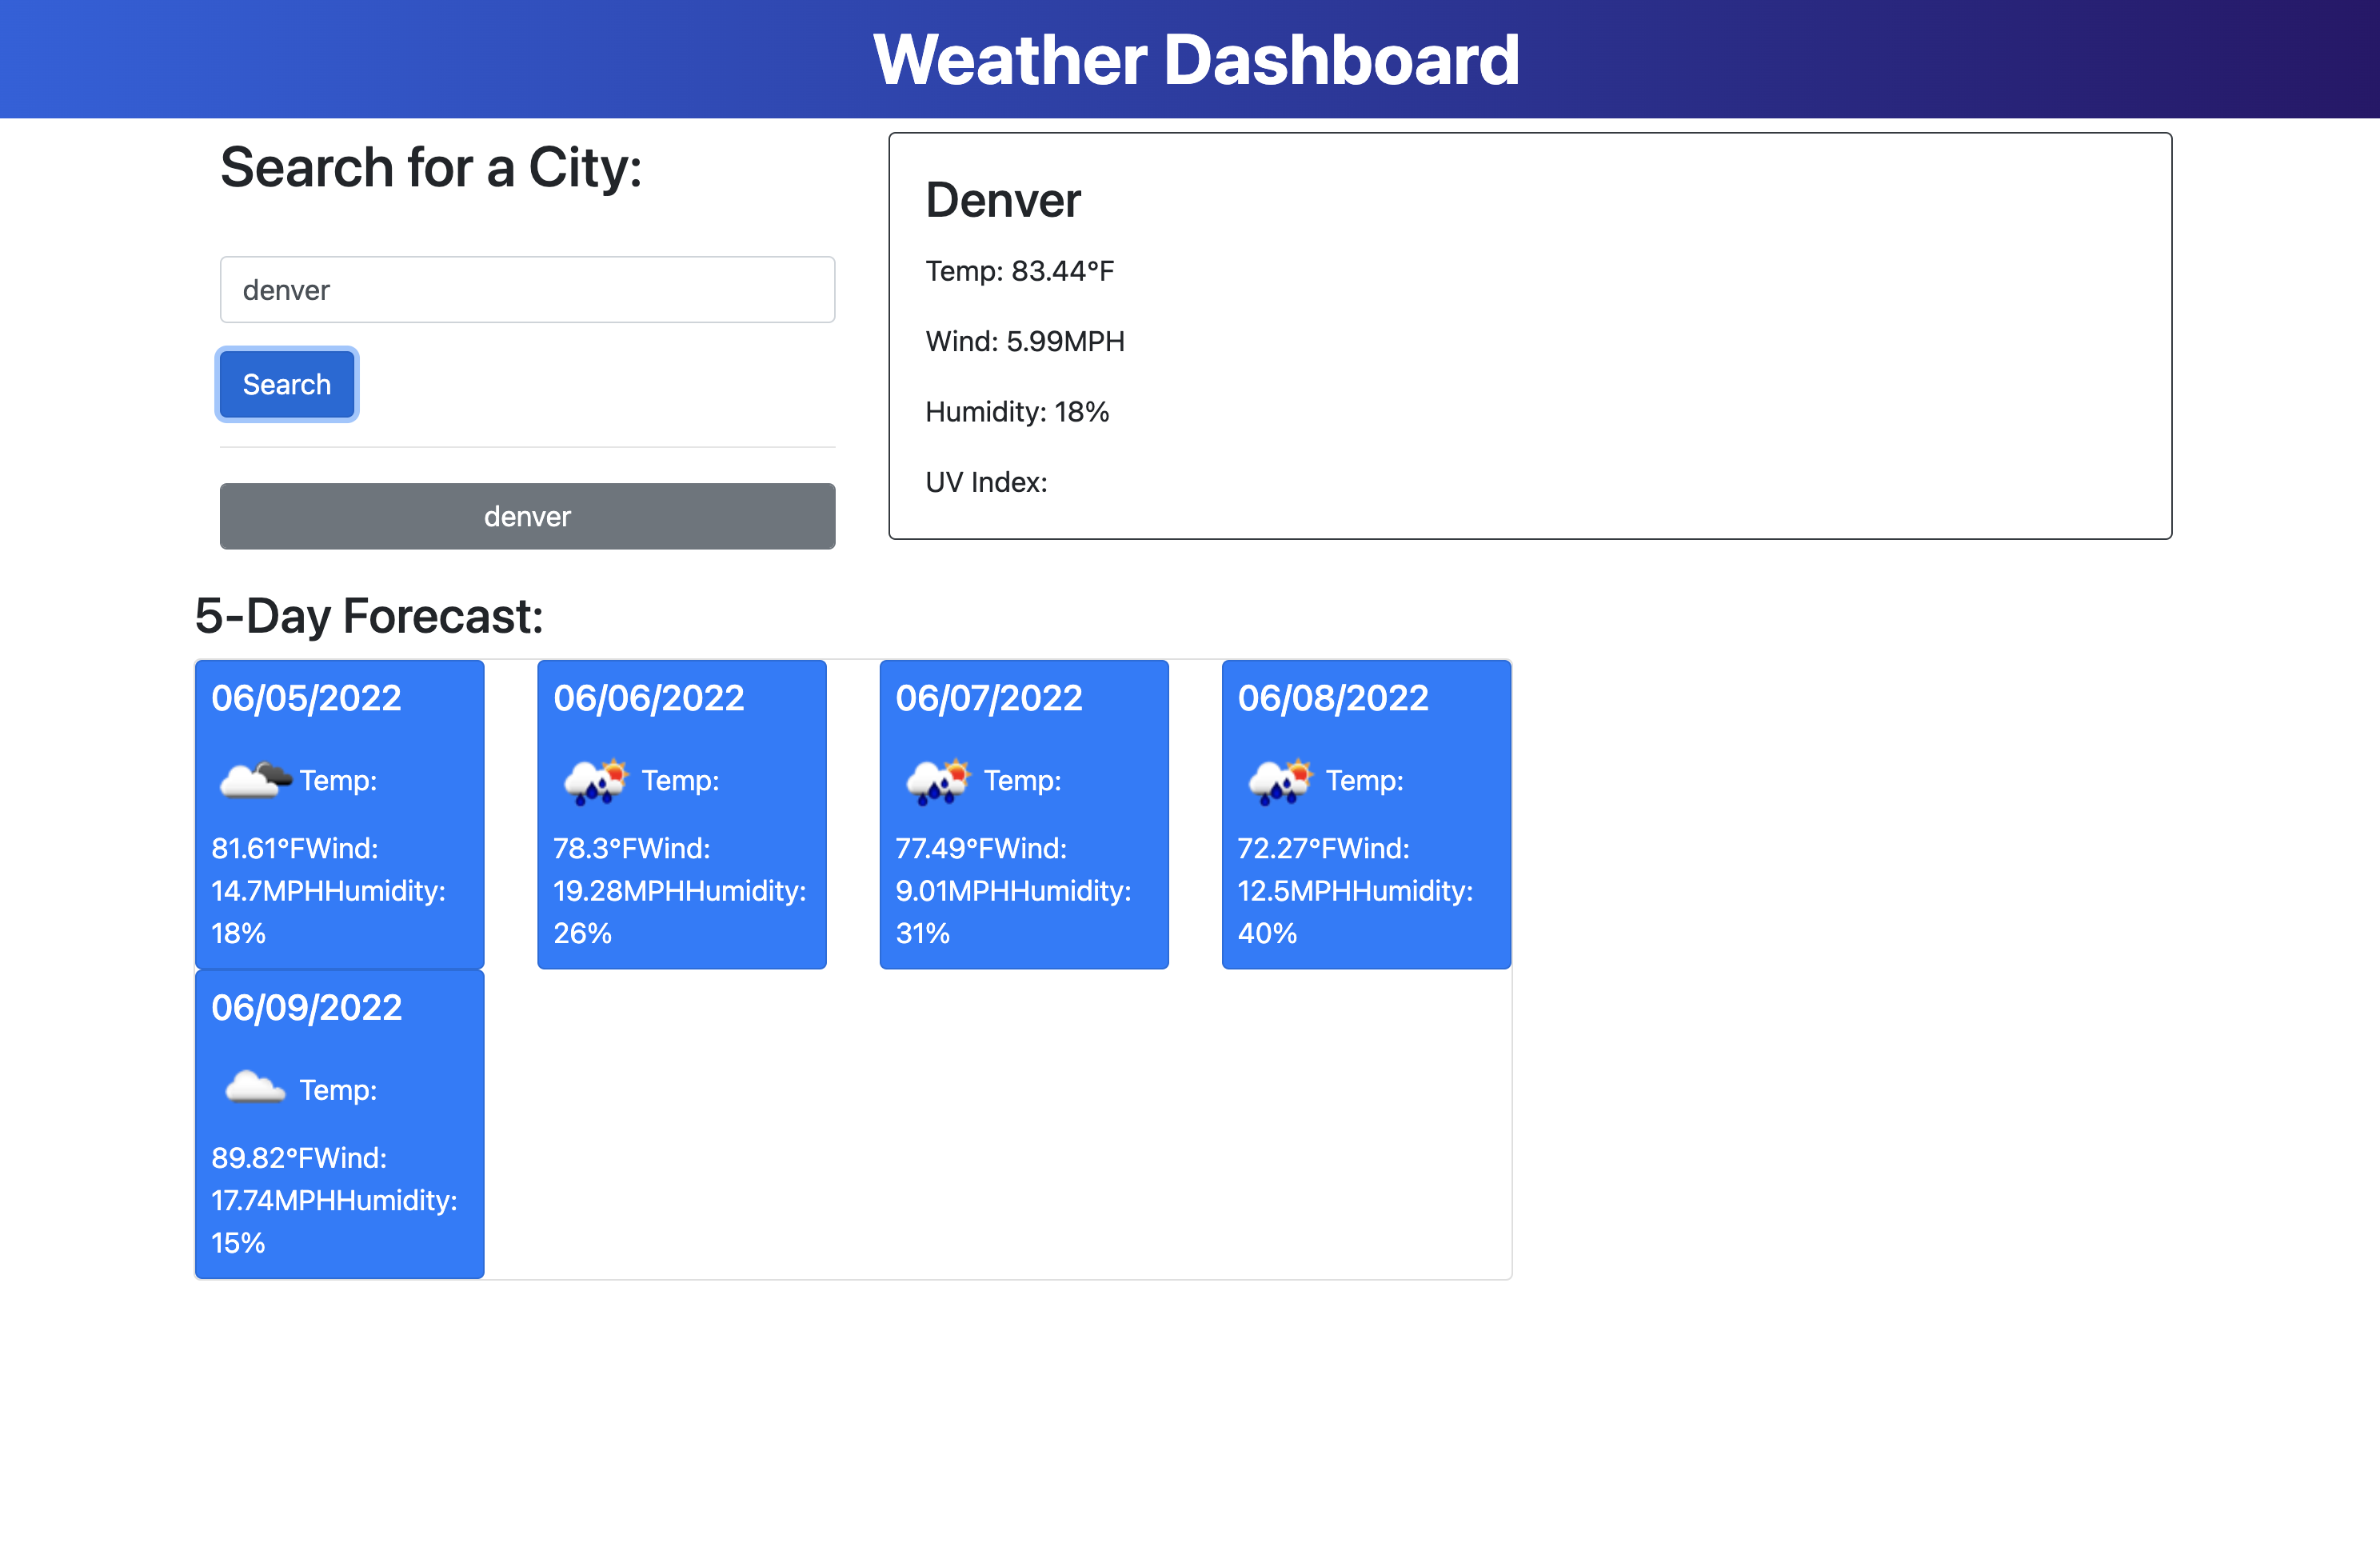 Weather Dashboard
Search for a City:
denver
Search
denver
Denver
Temp: 83.44°F
Wind: 5.99MPH
Humidity: 18%
UV Index:
5-Day Forecast:
06/05/2022
Temp:
81.61°FWind:
14.7MPHHumidity:
18%
06/06/2022
Temp:
78.3°FWind:
19.28MPHHumidity:
26%
06/07/2022
Temp:
77.49°FWind:
9.01MPHHumidity:
31%
06/08/2022
Temp:
72.27°FWind:
12.5MPHHumidity:
40%
06/09/2022
Temp:
89.82°FWind:
17.74MPHHumidity:
15%